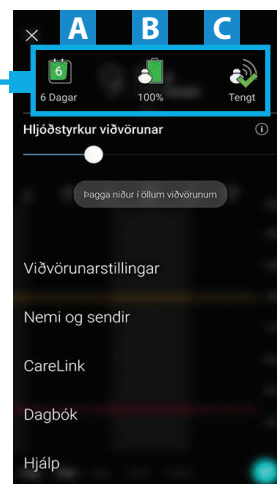 A B C
6
6 Dagar 100% Tengt
Hljóðstyrkur viðvörunar
Þagga niður í öllum viðvörunum
Viðvörunarstillingar
Nemi og sendir
CareLink
Dagbók
Hjálp